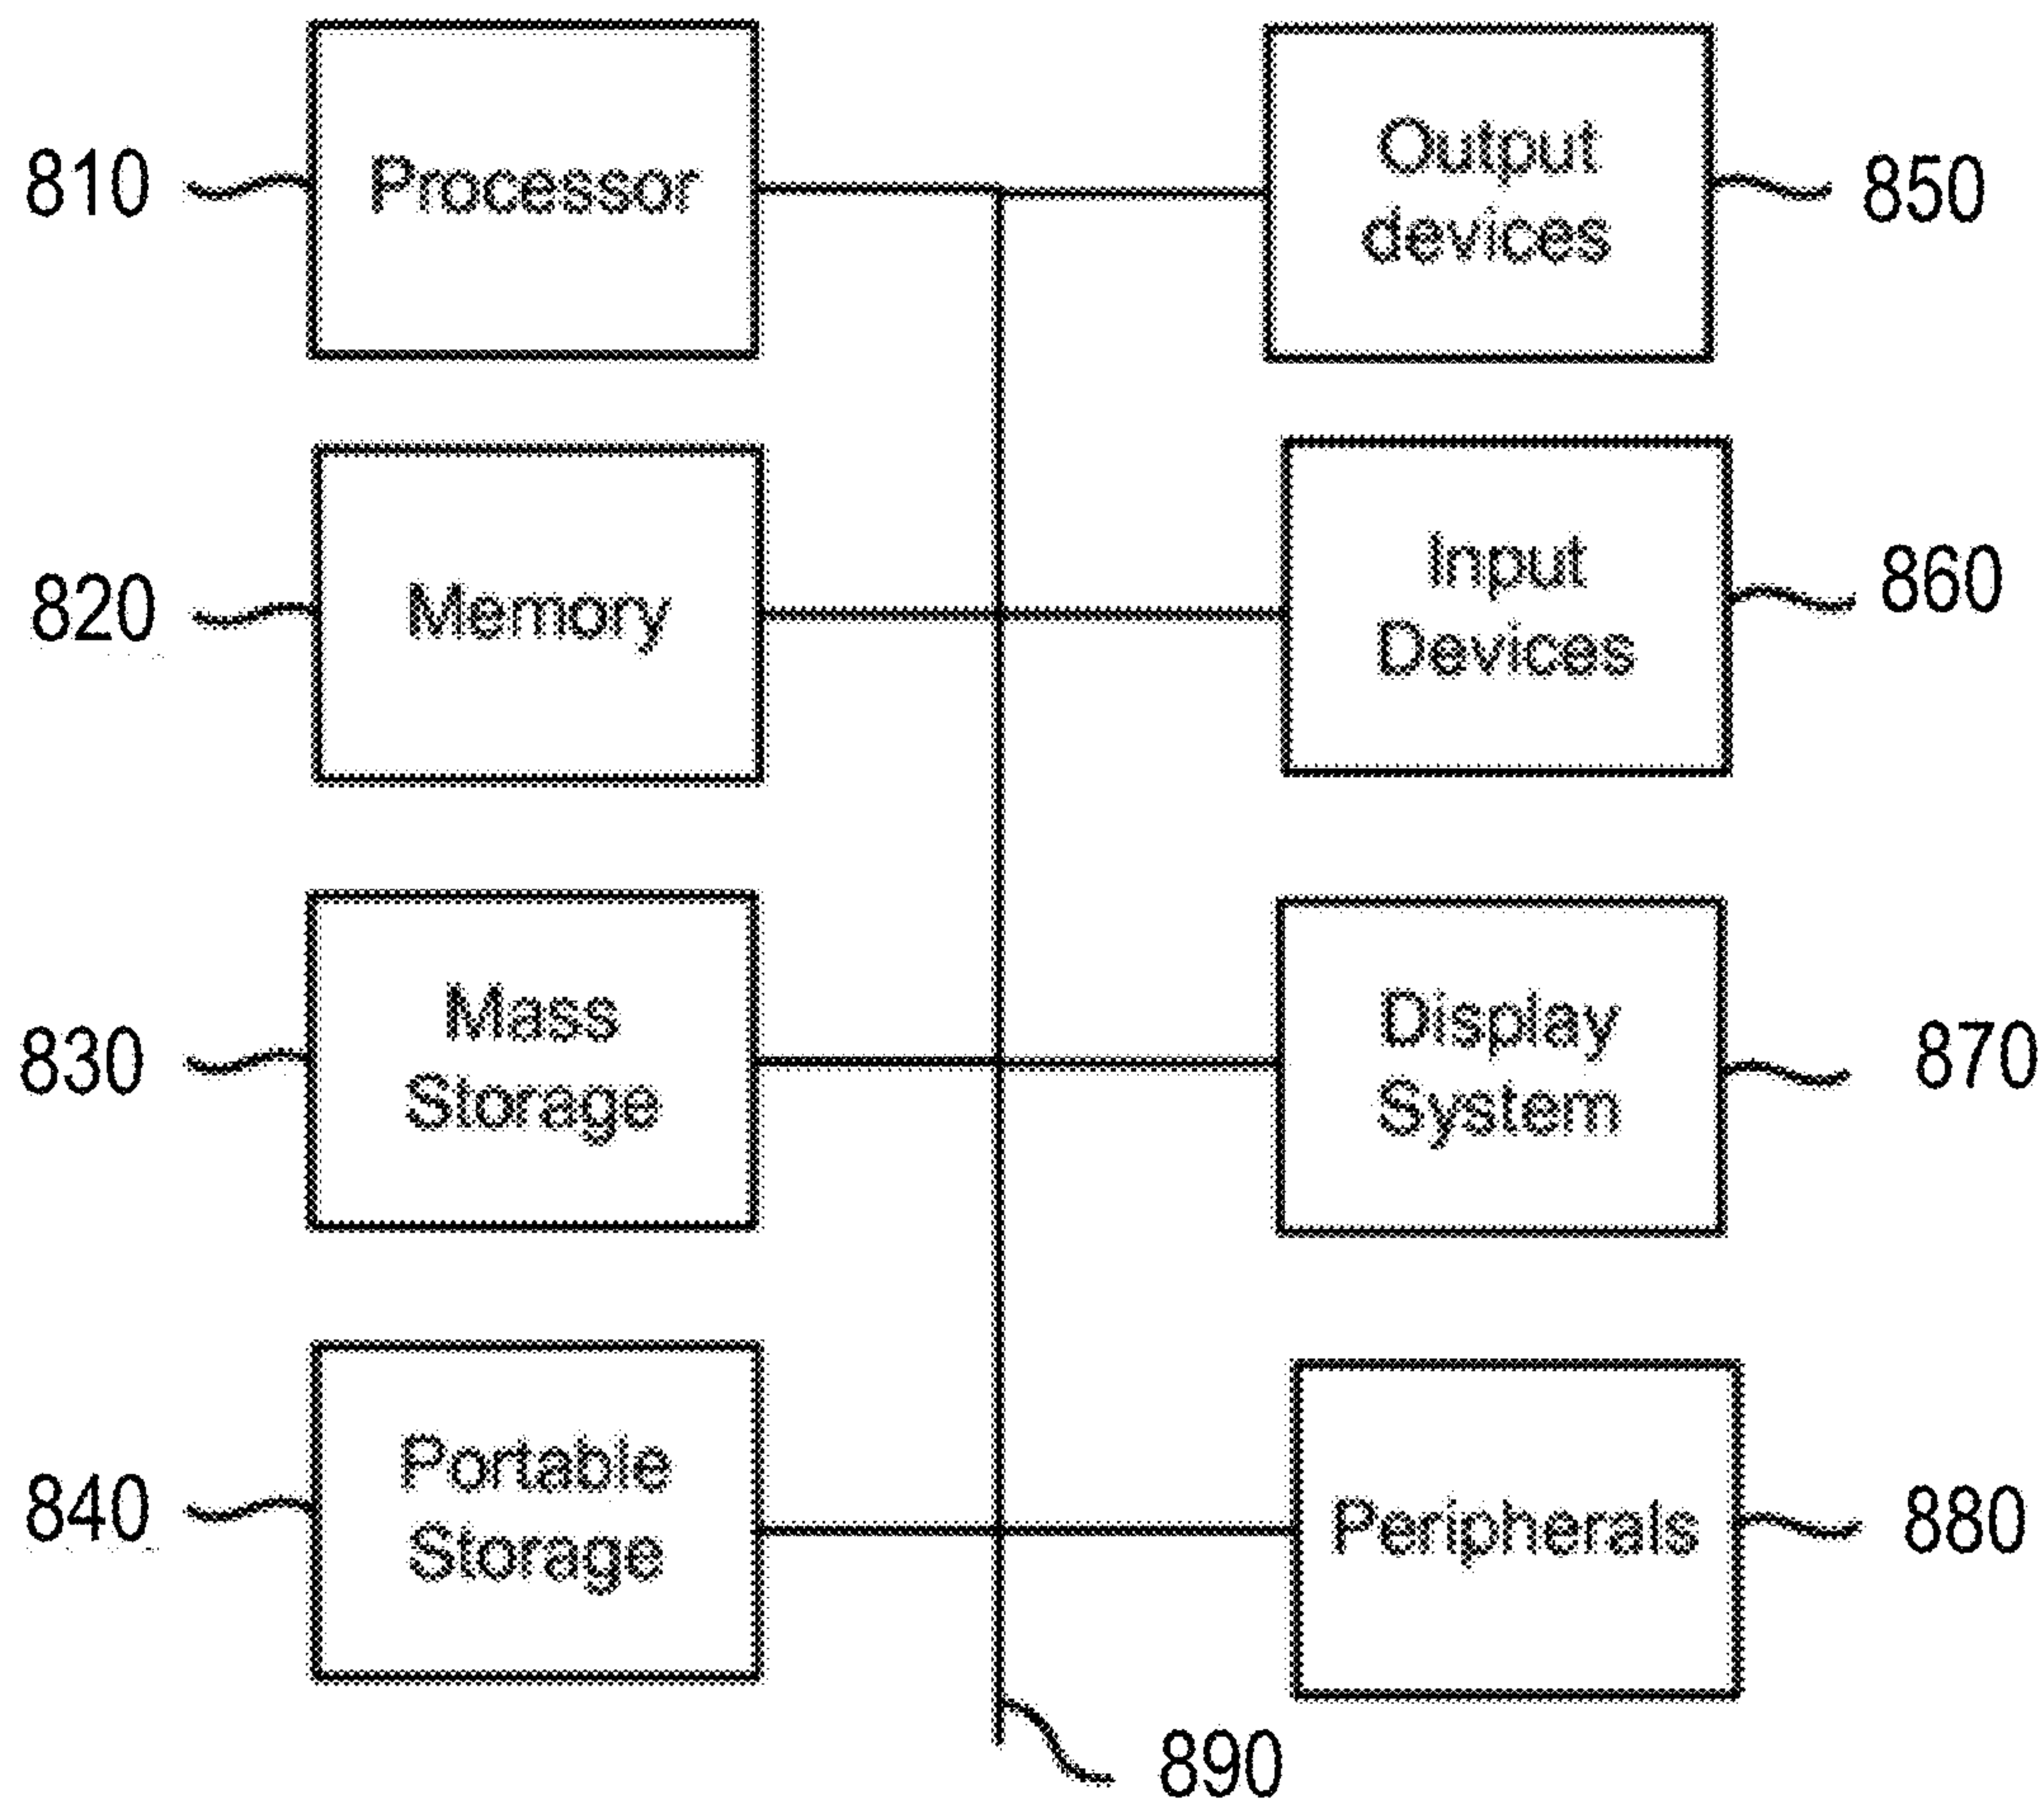 810
Processor
Output
devices
850
820
Memory
Input
Devices
860
830
Mass
Storage
Display
System
870
840
Portable
Storage
Peripherals
880
890